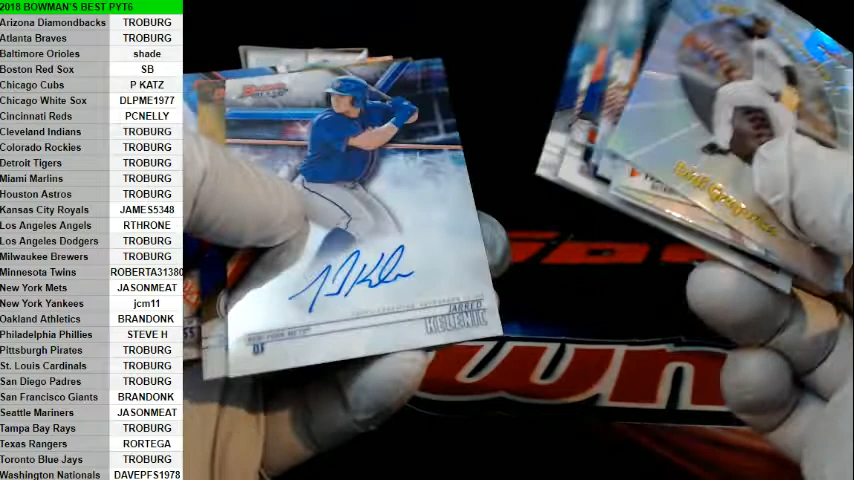 2018 BOWMAN'S BEST PYT6
Arizona Diamondbacks TROBURG
Atlanta Braves TROBURG
Baltimore Orioles shade
Boston Red Sox SB
Chicago Cubs P KATZ
Chicago White Sox DLPME1977
Cincinnati Reds PCNELLY
Cleveland Indians TROBURG
Colorado Rockies TROBURG
Detroit Tigers TROBURG
Miami Marlins TROBURG
Houston Astros TROBURG
Kansas City Royals JAMES5348
Los Angeles Angels RTHRONE
Los Angeles Dodgers TROBURG
Milwaukee Brewers TROBURG
Minnesota Twins ROBERTA31380
New York Mets JASONMEAT
New York Yankees jcm11
Oakland Athletics BRANDONK
Philadelphia Phillies STEVE H
Pittsburgh Pirates TROBURG
St. Louis Cardinals TROBURG
San Diego Padres TROBURG
San Francisco Giants BRANDONK
Seattle Mariners JASONMEAT
Tampa Bay Rays TROBURG
Texas Rangers RORTEGA
Toronto Blue Jays TROBURG
Washington Nationals DAVEPFS1978
JARRED
KELENIC
NEW YORK METS
OF
wn